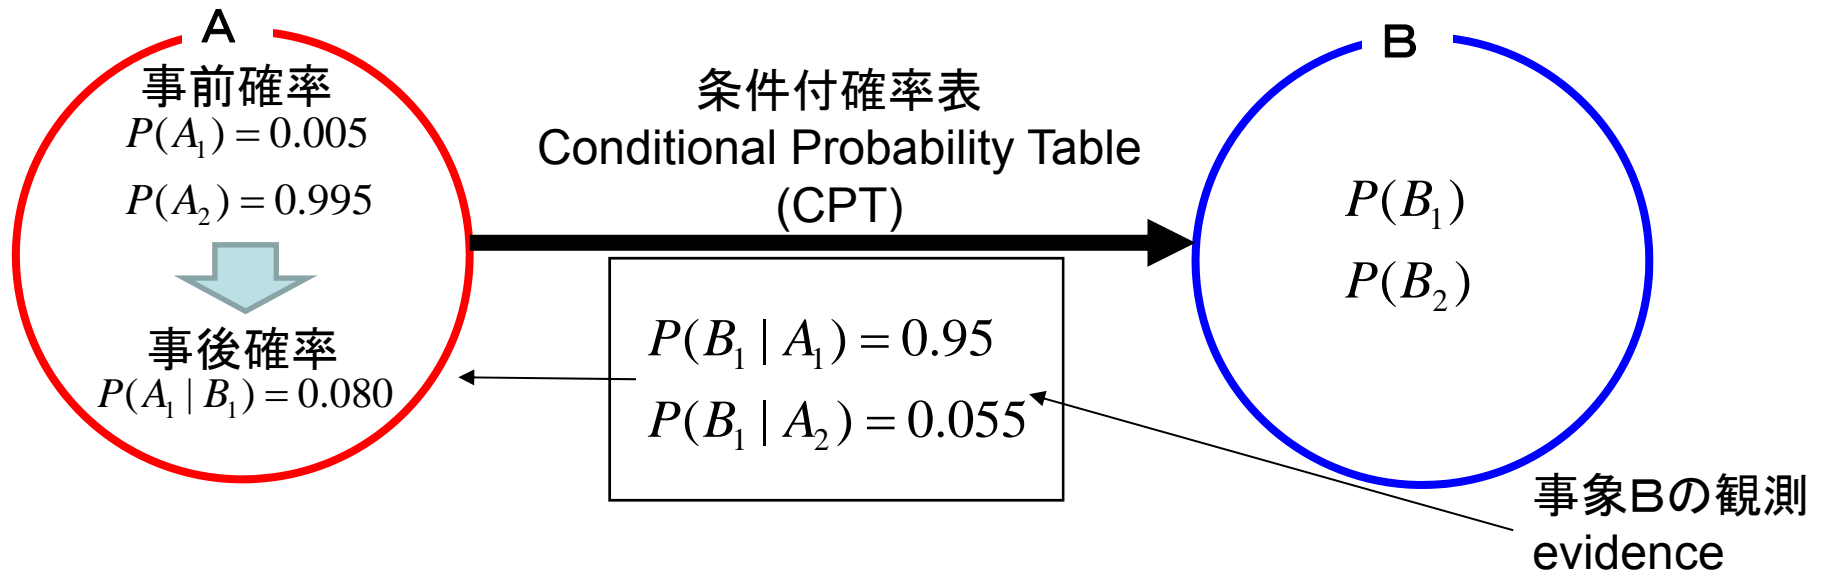 A
事前確率
P(A₁) = 0.005
P(A₂) = 0.995
事後確率
P(A₁ | B₁) = 0.080
条件付確率表
Conditional Probability Table
(CPT)
P(B₁ | A₁) = 0.95
P(B₁ | A₂) = 0.055
B
P(B₁)
P(B₂)
事象Bの観測
evidence